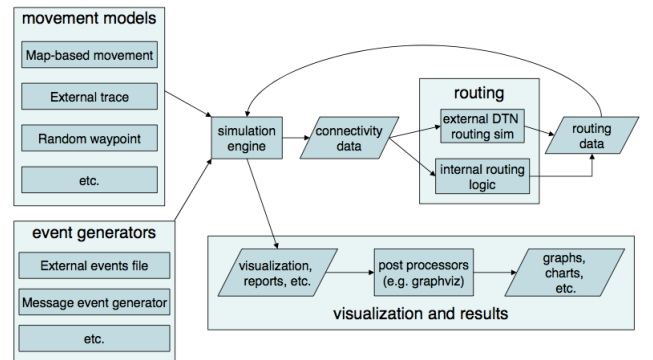 movement models
Map-based movement
External trace
Random waypoint
etc.
event generators
External events file
Message event generator
etc.
simulation
engine
connectivity
data
routing
external DTN
routing sim
internal routing
logic
routing
data
visualization,
reports, etc.
post processors
(e.g. graphviz)
graphs,
charts,
etc.
visualization and results